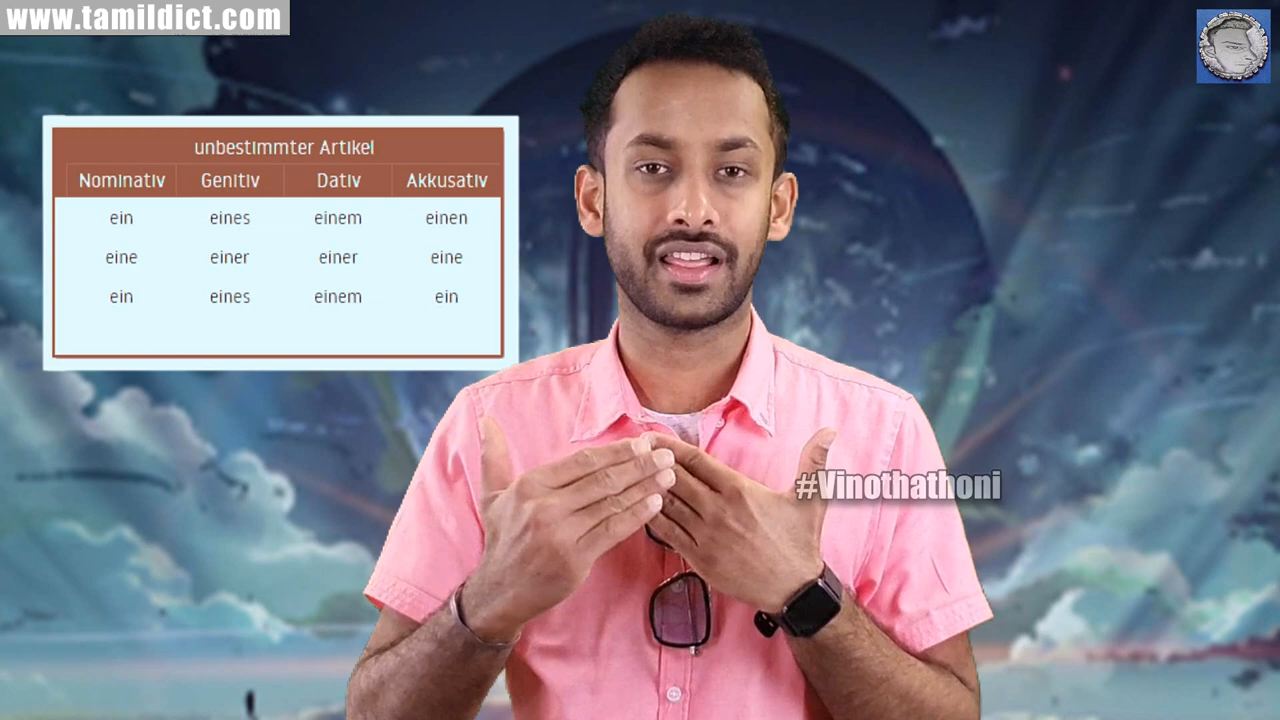 www.tamildict.com
unbestimmter Artikel
Nominativ Genitiv Dativ Akkusativ
ein eines einem einen
eine einer einer eine
ein eines einem ein
#Vinothathoni